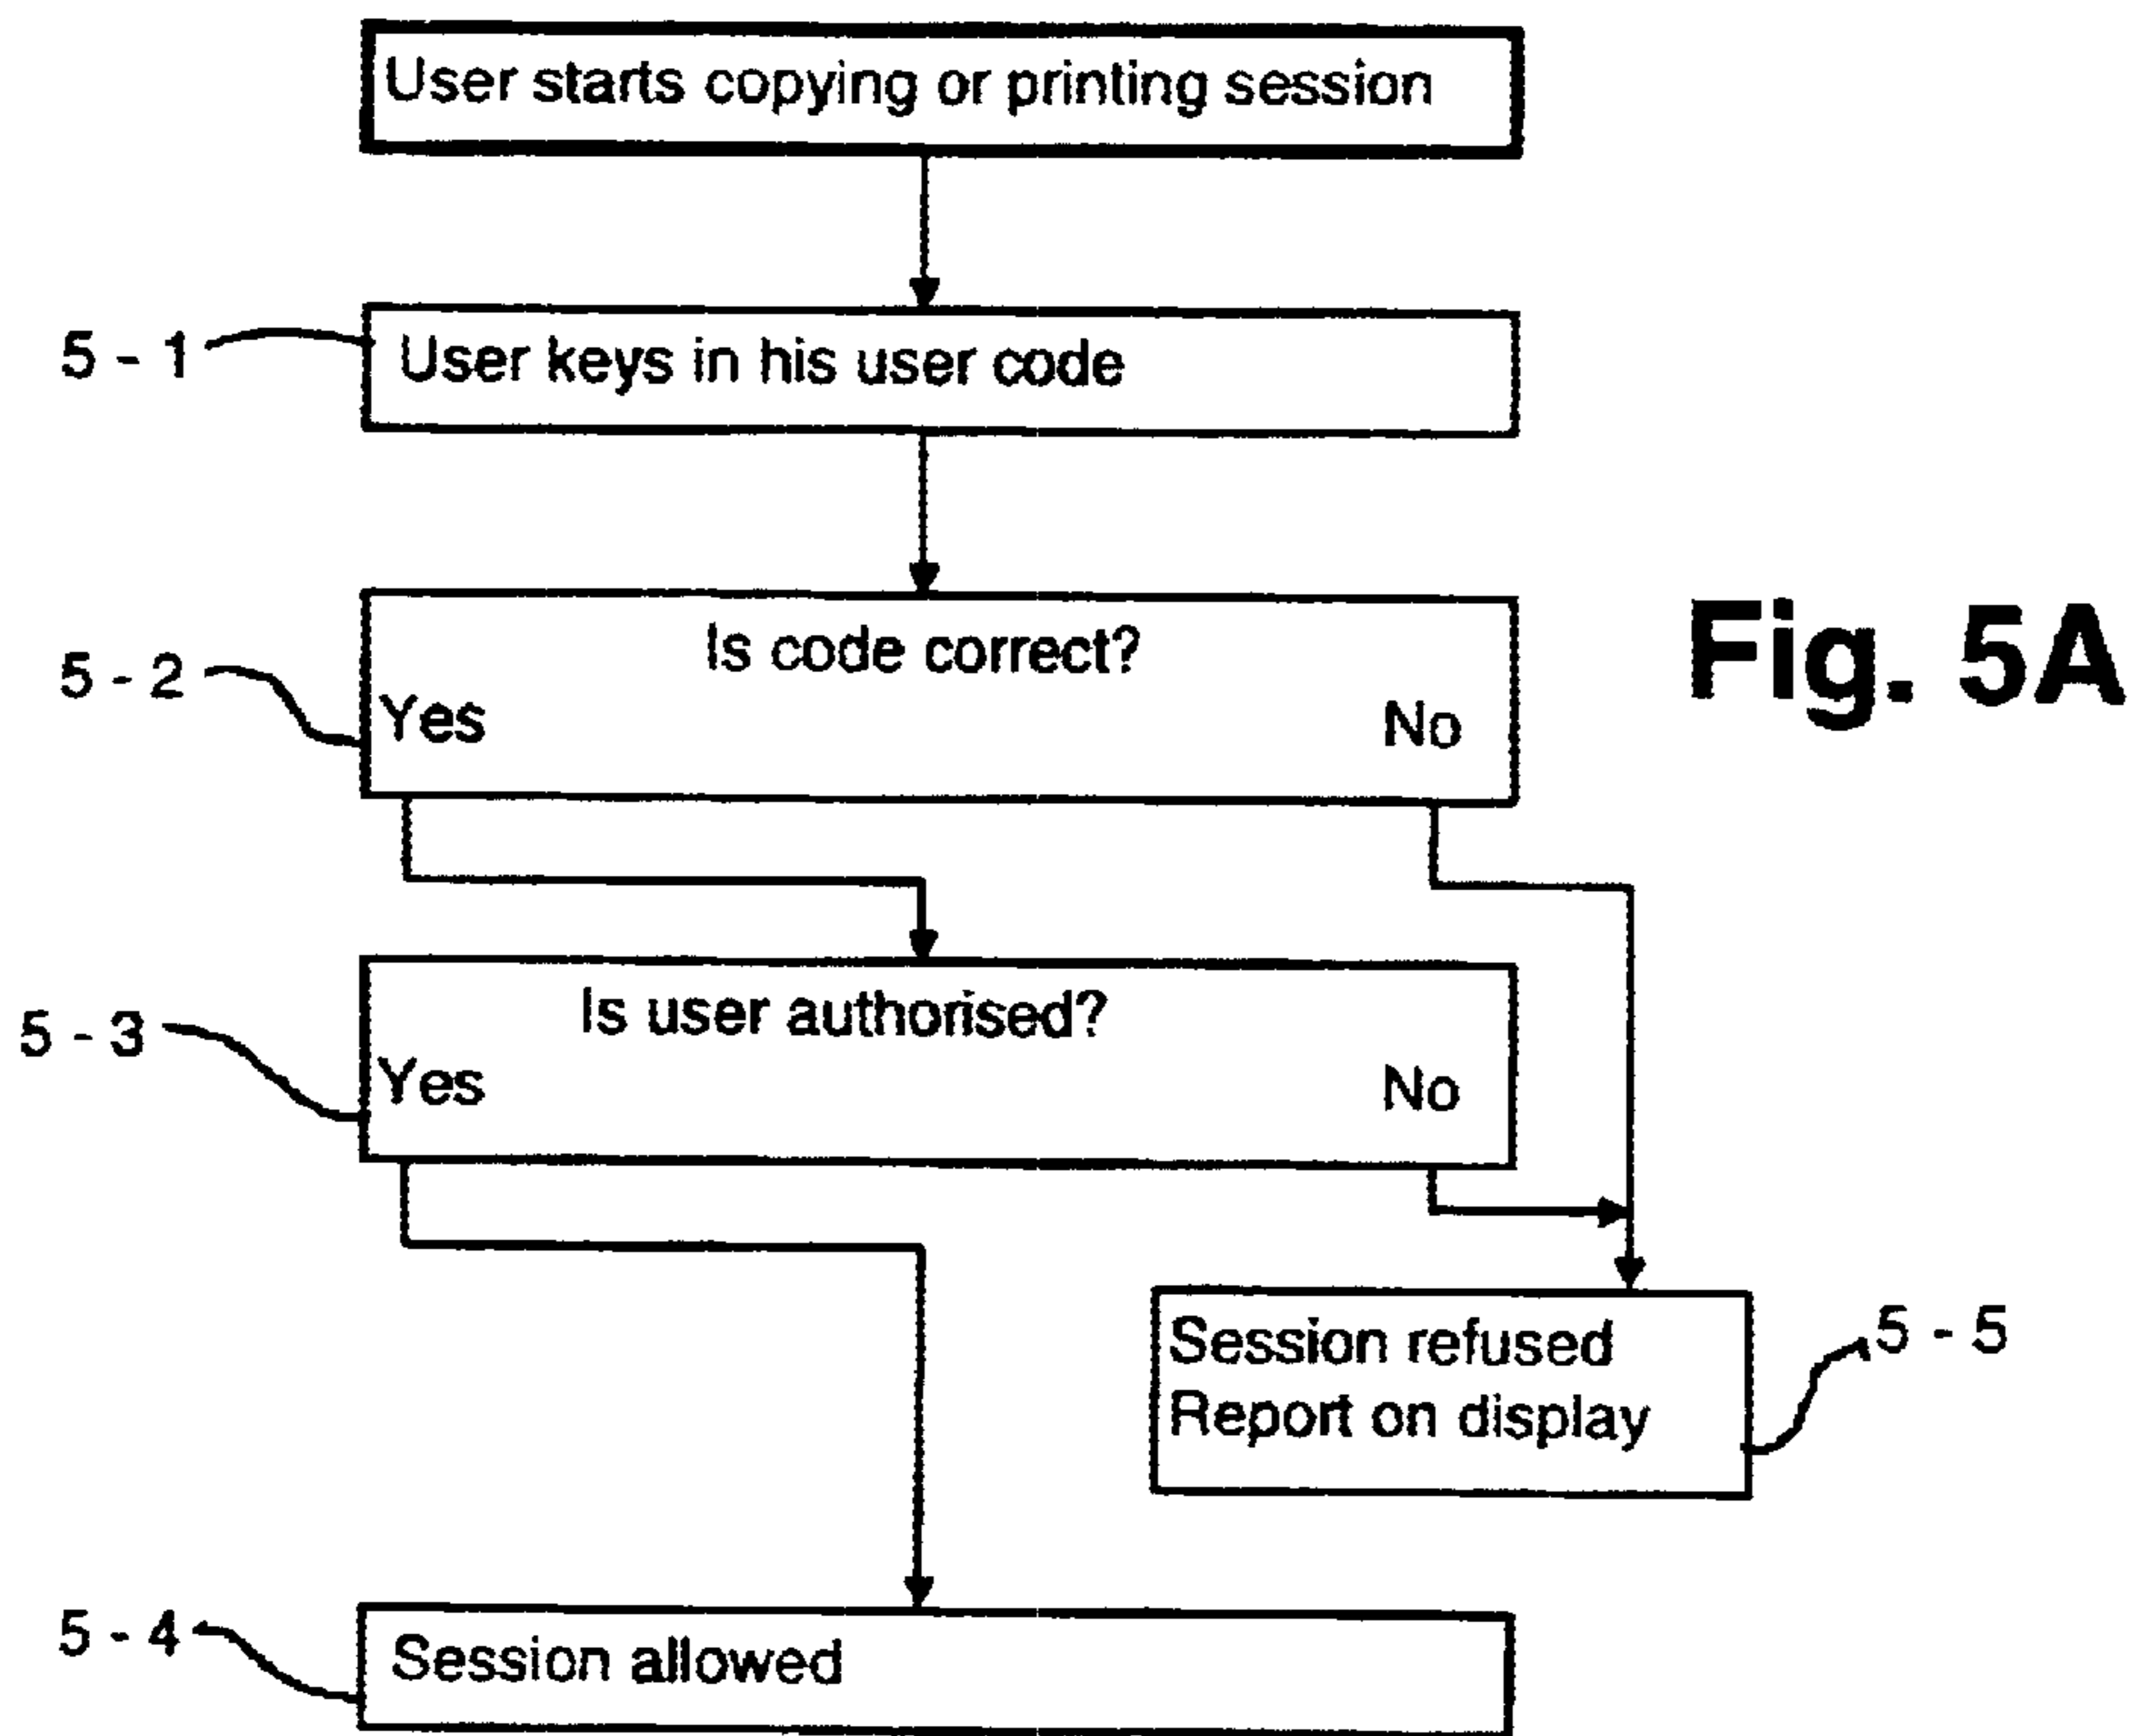 User starts copying or printing session
5 - 1
User keys in his user code
Is code correct?
5 - 2
Yes
No
Fig. 5A
Is user authorised?
5 - 3
Yes
No
Session refused
Report on display
5 - 5
5 - 4
Session allowed